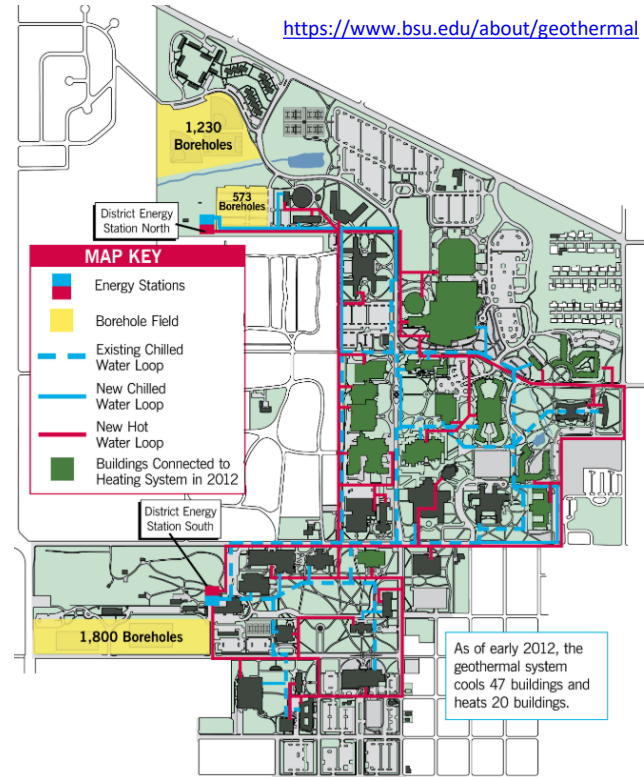 https://www.bsu.edu/about/geothermal
1,230
Boreholes
573
Boreholes
District Energy
Station North
MAP KEY
Energy Stations
Borehole Field
Existing Chilled
Water Loop
New Chilled
Water Loop
New Hot
Water Loop
Buildings Connected to
Heating System in 2012
District Energy
Station South
1,800 Boreholes
As of early 2012, the
geothermal system
cools 47 buildings and
heats 20 buildings.